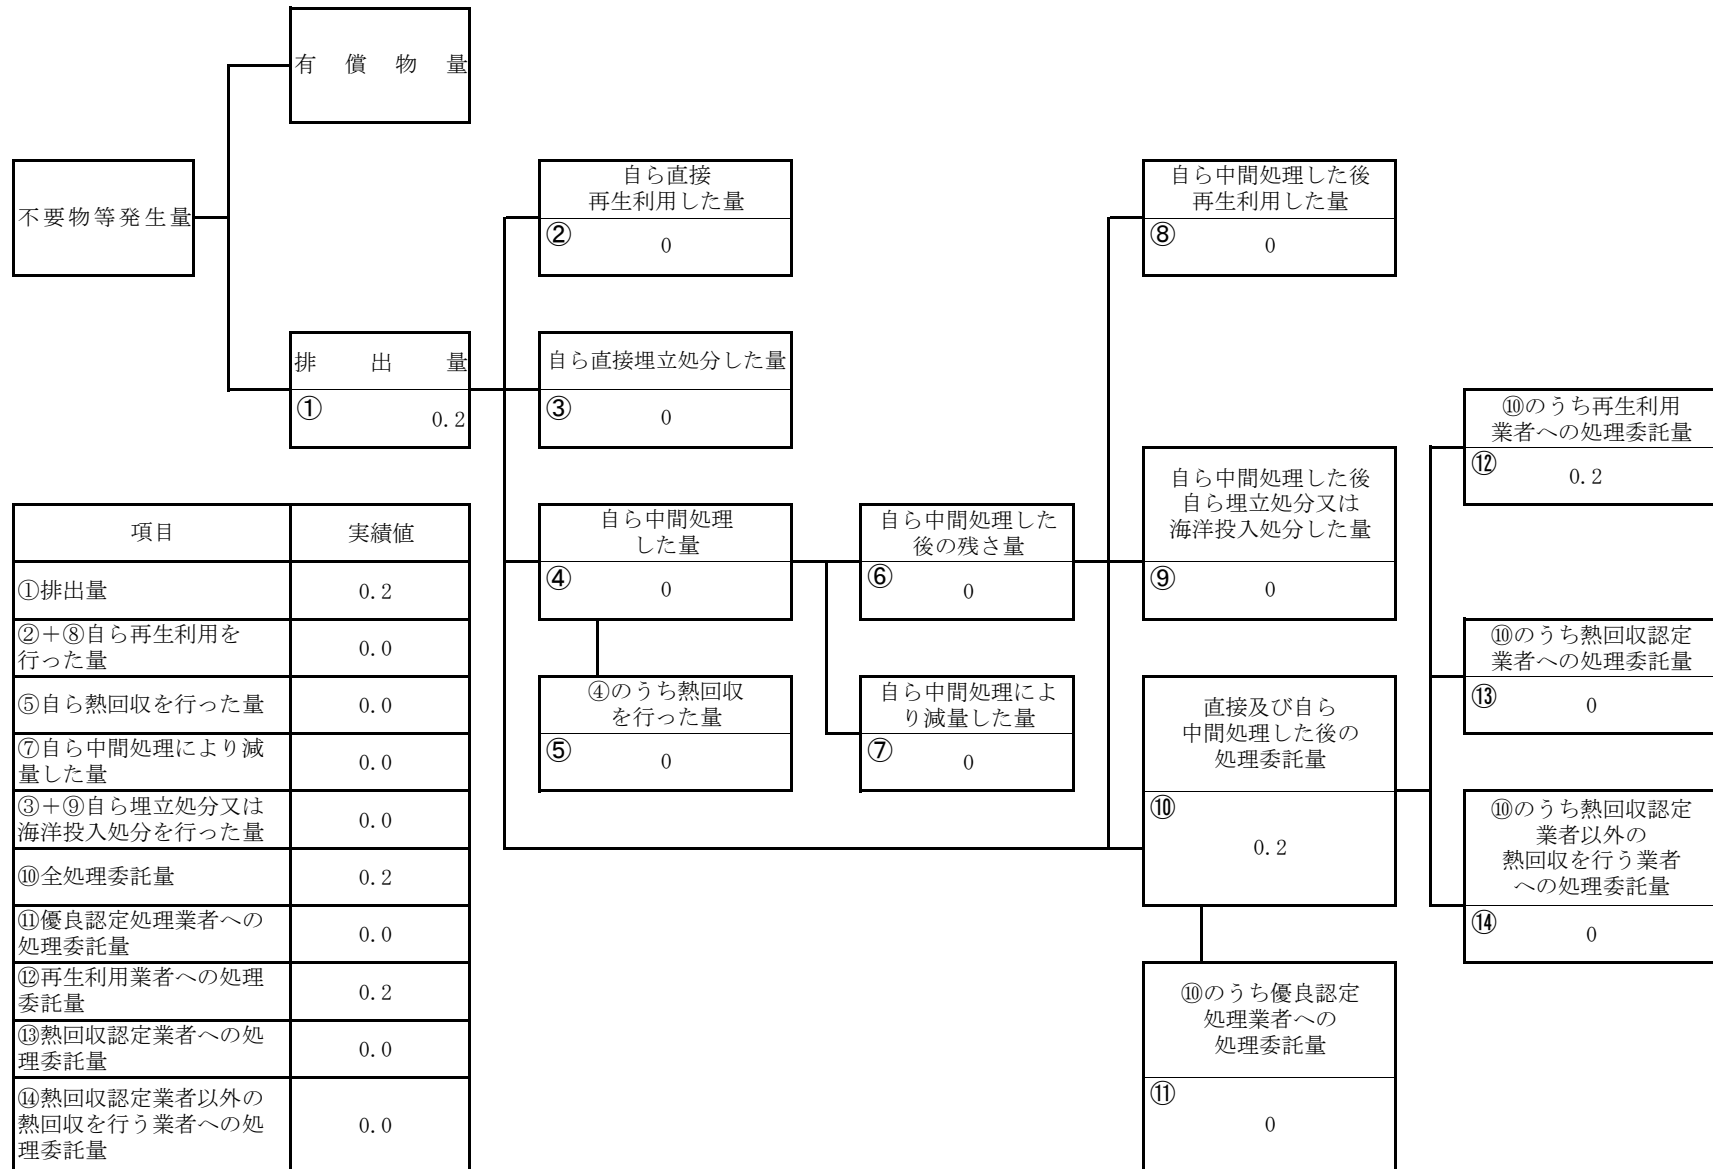 有償物量
不要物等発生量
排出量
①
0.2
自ら直接
再生利用した量
②
0
自ら直接埋立処分した量
③
0
自ら中間処理
した量
④
0
④のうち熱回収
を行った量
⑤
0
自ら中間処理した
後の残さ量
⑥
0
自ら中間処理によ
り減量した量
⑦
0
自ら中間処理した後
再生利用した量
⑧
0
自ら中間処理した後
自ら埋立処分又は
海洋投入処分した量
⑨
0
直接及び自ら
中間処理した後の
処理委託量
⑩
0.2
⑩のうち優良認定
処理業者への
処理委託量
⑪
0
⑩のうち再生利用
業者への処理委託量
⑫
0.2
⑩のうち熱回収認定
業者への処理委託量
⑬
0
⑩のうち熱回収認定
業者以外の
熱回収を行う業者
への処理委託量
⑭
0
項目 実績値
①排出量 0.2
②+⑧自ら再生利用を
行った量 0.0
⑤自ら熱回収を行った量 0.0
⑦自ら中間処理により減
量した量 0.0
③+⑨自ら埋立処分又は
海洋投入処分を行った量 0.0
⑩全処理委託量 0.2
⑪優良認定処理業者への
処理委託量 0.0
⑫再生利用業者への処理
委託量 0.2
⑬熱回収認定業者への処
理委託量 0.0
⑭熱回収認定業者以外の
熱回収を行う業者への処
理委託量 0.0